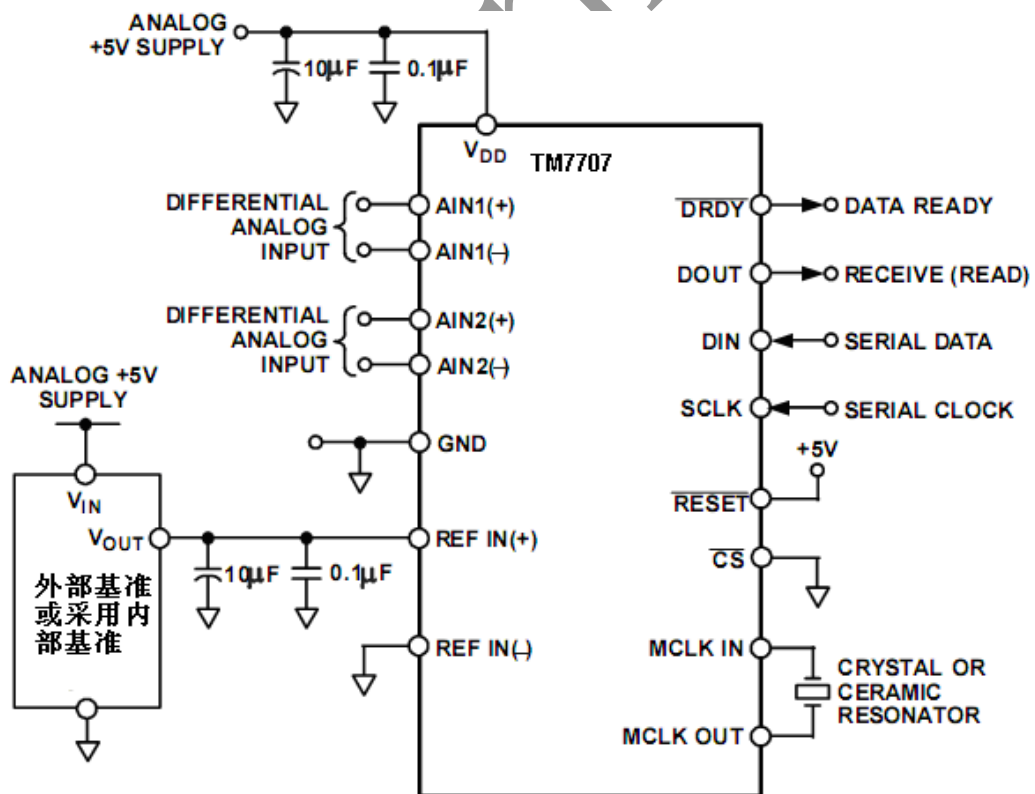 ANALOG
+5V SUPPLY
10µF
0.1µF
V_DD
TM7707
DIFFERENTIAL
ANALOG
INPUT
AIN1(+)
AIN1(–)
DIFFERENTIAL
ANALOG
INPUT
AIN2(+)
AIN2(–)
ANALOG +5V
SUPPLY
GND
V_IN
V_OUT
外部基准
或采用内
部基准
10µF
0.1µF
REF IN(+)
REF IN(–)
DRDY
DATA READY
DOUT
RECEIVE (READ)
DIN
SERIAL DATA
SCLK
SERIAL CLOCK
+5V
RESET
CS
MCLK IN
CRYSTAL OR
CERAMIC
RESONATOR
MCLK OUT